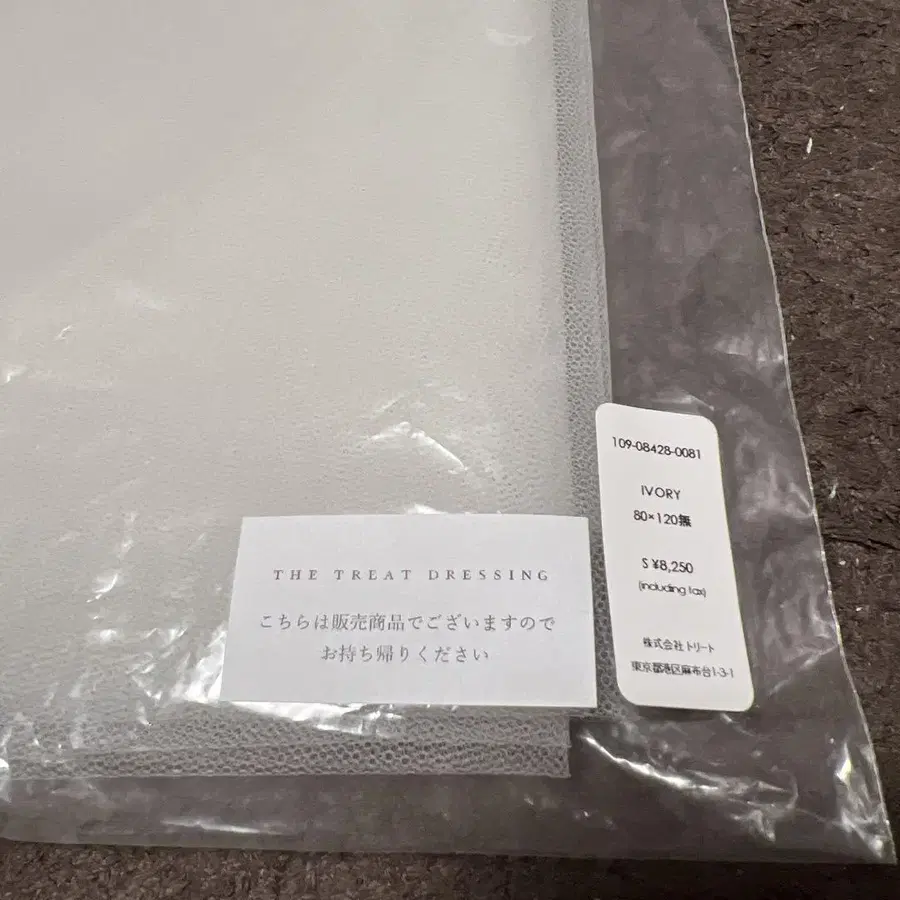 THE TREAT DRESSING
こちらは販売商品でございますので
お持ち帰りください
109-08428-0081
IVORY
80×120無
S ¥8,250
(including tax)
株式会社トリート
東京都港区麻布台1-3-1